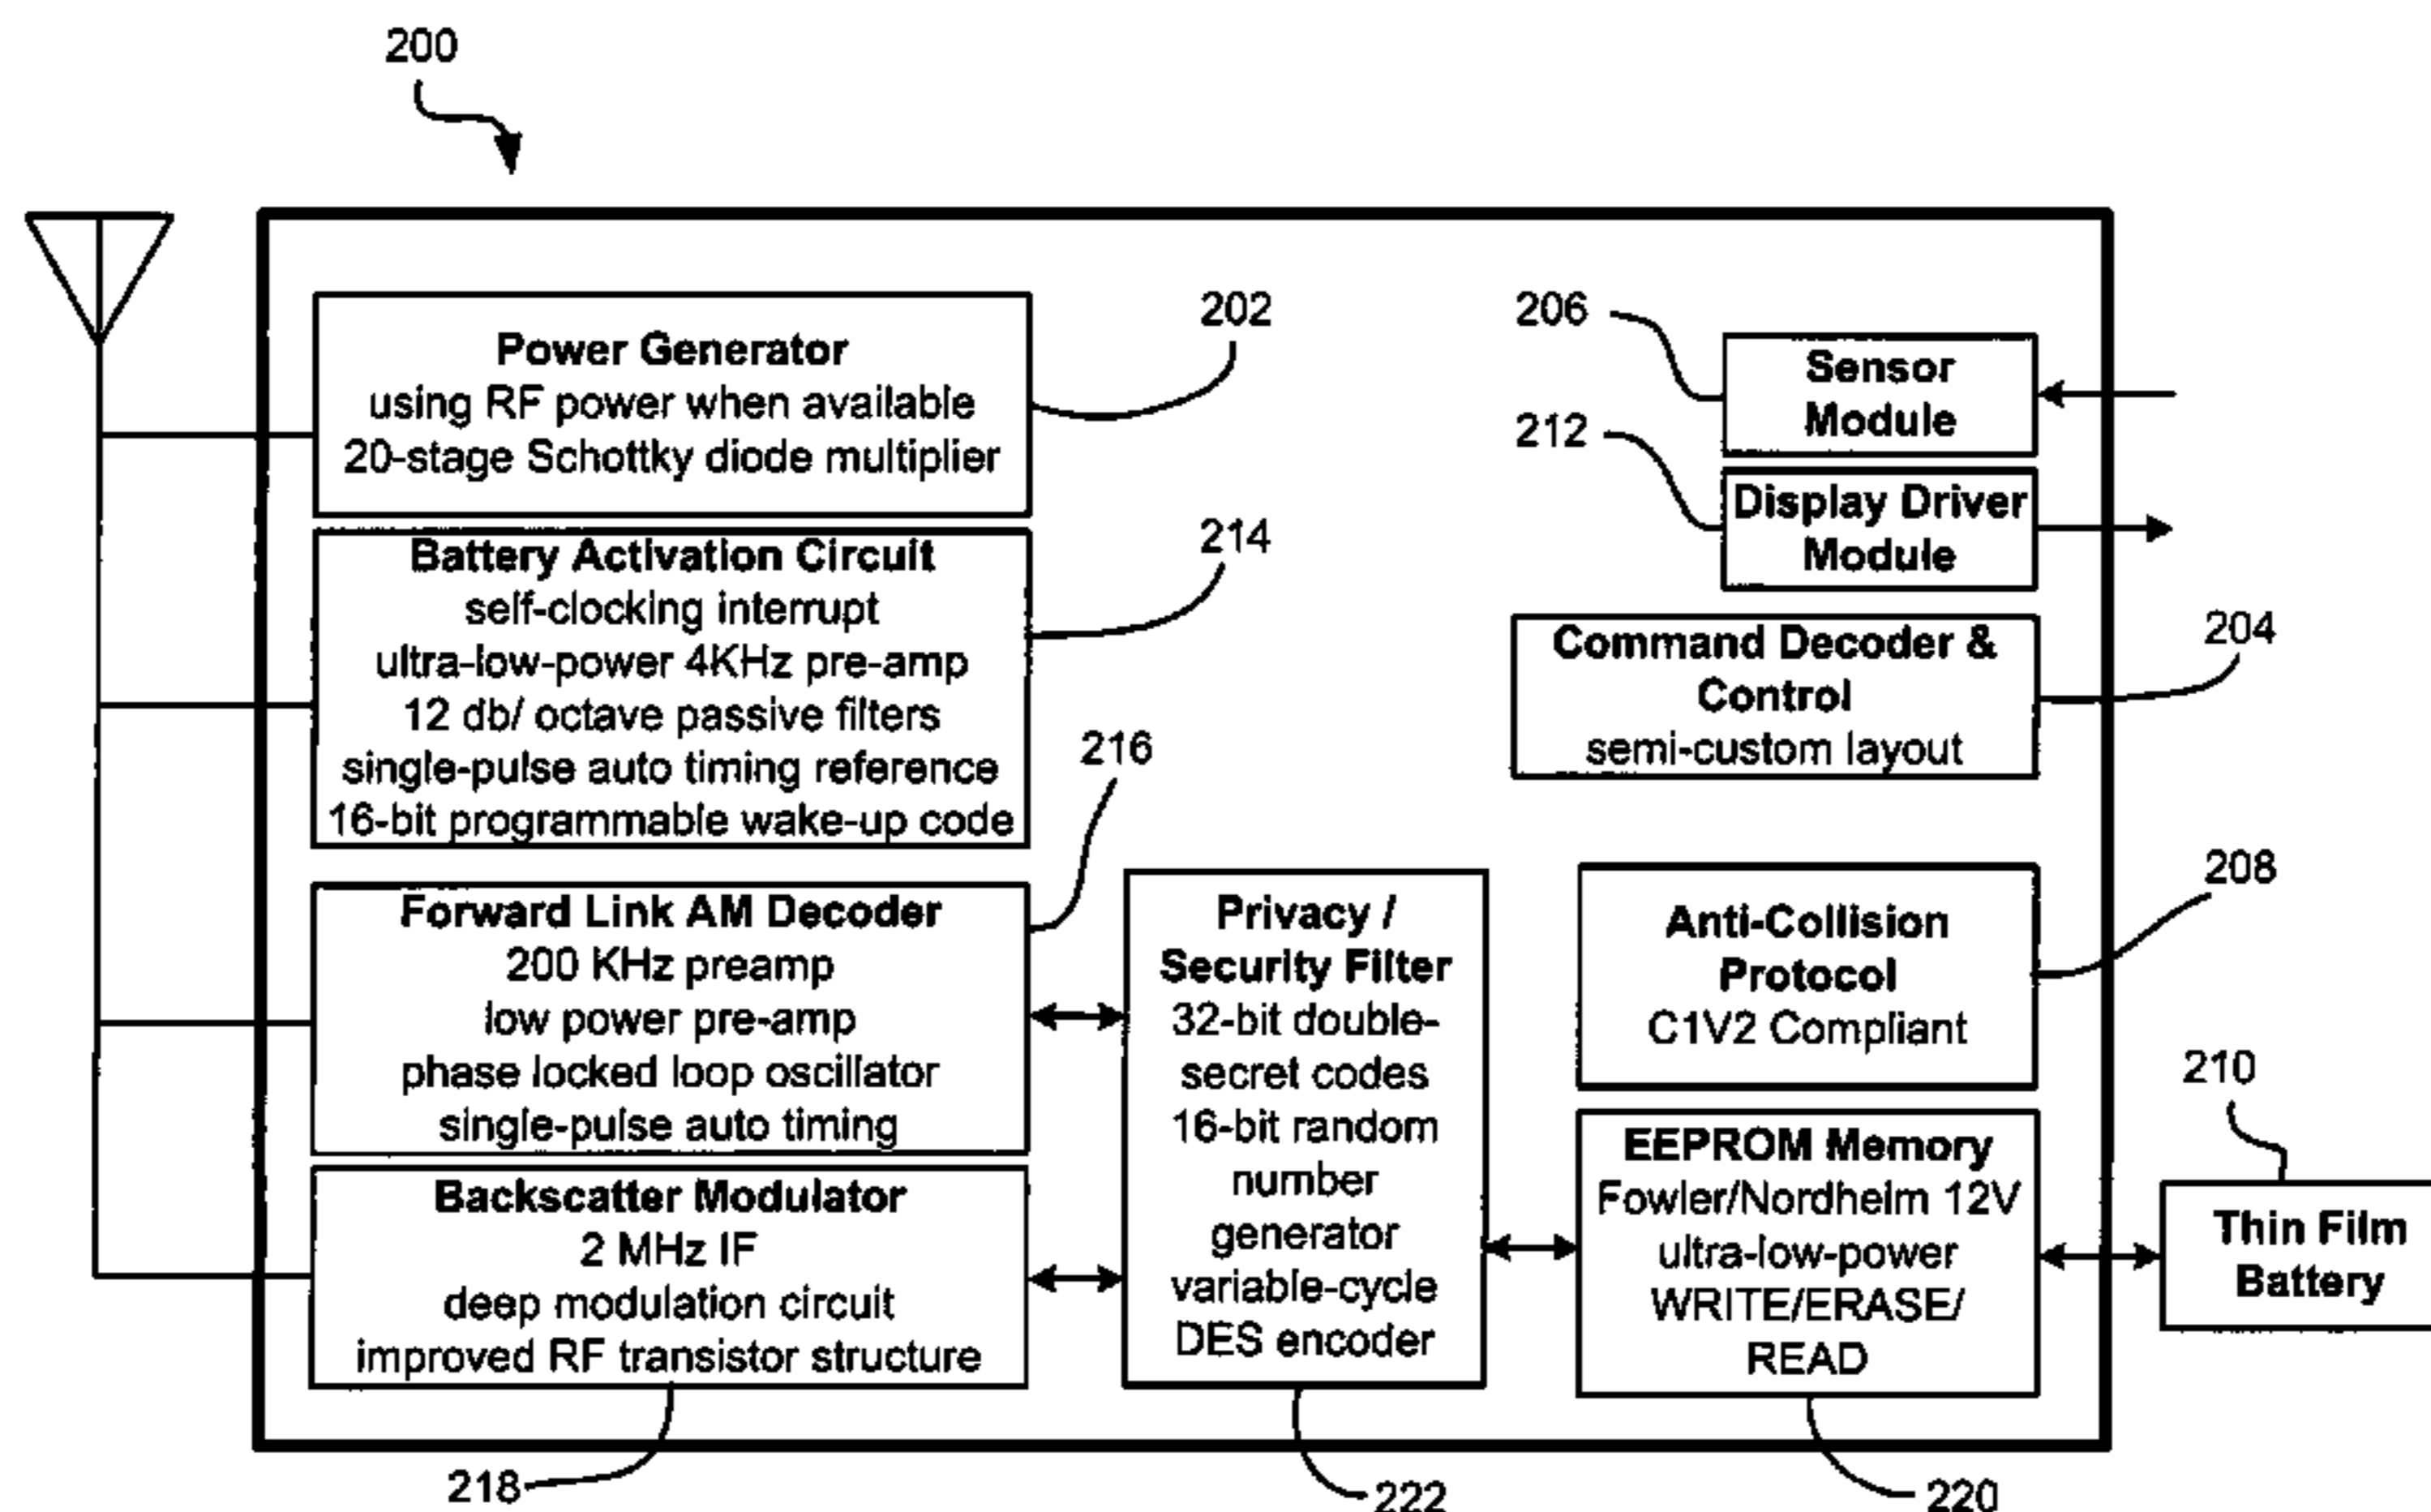 200
Power Generator
using RF power when available
20-stage Schottky diode multiplier
202
Battery Activation Circuit
self-clocking interrupt
ultra-low-power 4KHz pre-amp
12 db/ octave passive filters
single-pulse auto timing reference
16-bit programmable wake-up code
214
Forward Link AM Decoder
200 KHz preamp
low power pre-amp
phase locked loop oscillator
single-pulse auto timing
216
Backscatter Modulator
2 MHz IF
deep modulation circuit
improved RF transistor structure
218
Privacy /
Security Filter
32-bit double-
secret codes
16-bit random
number
generator
variable-cycle
DES encoder
222
206
Sensor
Module
212
Display Driver
Module
Command Decoder &
Control
semi-custom layout
204
Anti-Collision
Protocol
C1V2 Compliant
208
EEPROM Memory
Fowler/Nordheim 12V
ultra-low-power
WRITE/ERASE/
READ
220
210
Thin Film
Battery